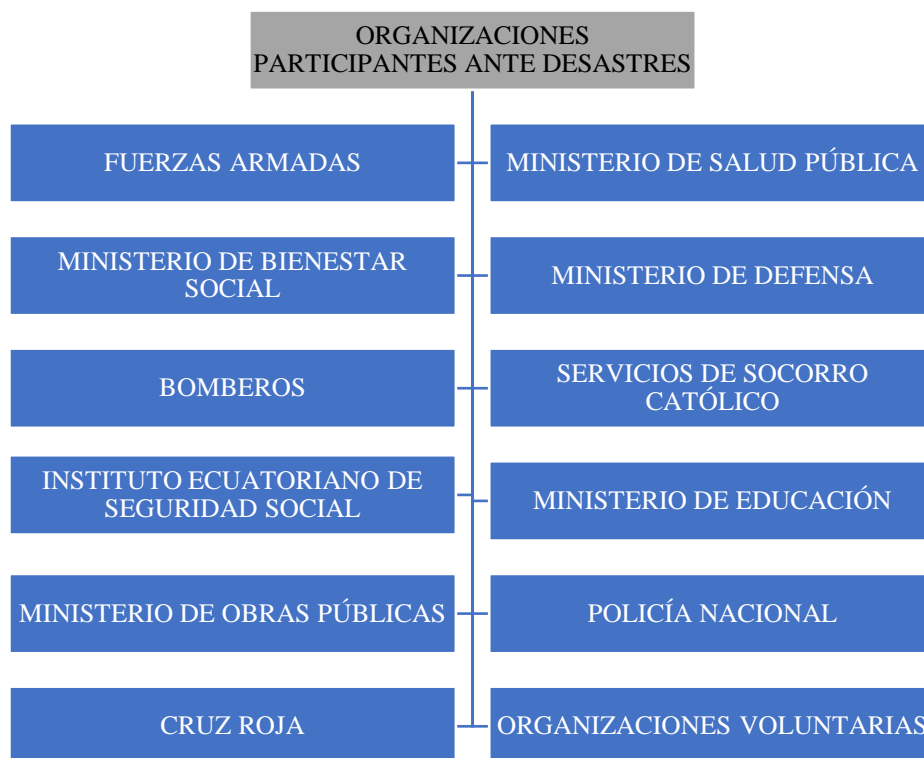 ORGANIZACIONES
PARTICIPANTES ANTE DESASTRES
FUERZAS ARMADAS
MINISTERIO DE SALUD PÚBLICA
MINISTERIO DE BIENESTAR
SOCIAL
MINISTERIO DE DEFENSA
BOMBEROS
SERVICIOS DE SOCORRO
CATÓLICO
INSTITUTO ECUATORIANO DE
SEGURIDAD SOCIAL
MINISTERIO DE EDUCACIÓN
MINISTERIO DE OBRAS PÚBLICAS
POLICÍA NACIONAL
CRUZ ROJA
ORGANIZACIONES VOLUNTARIAS